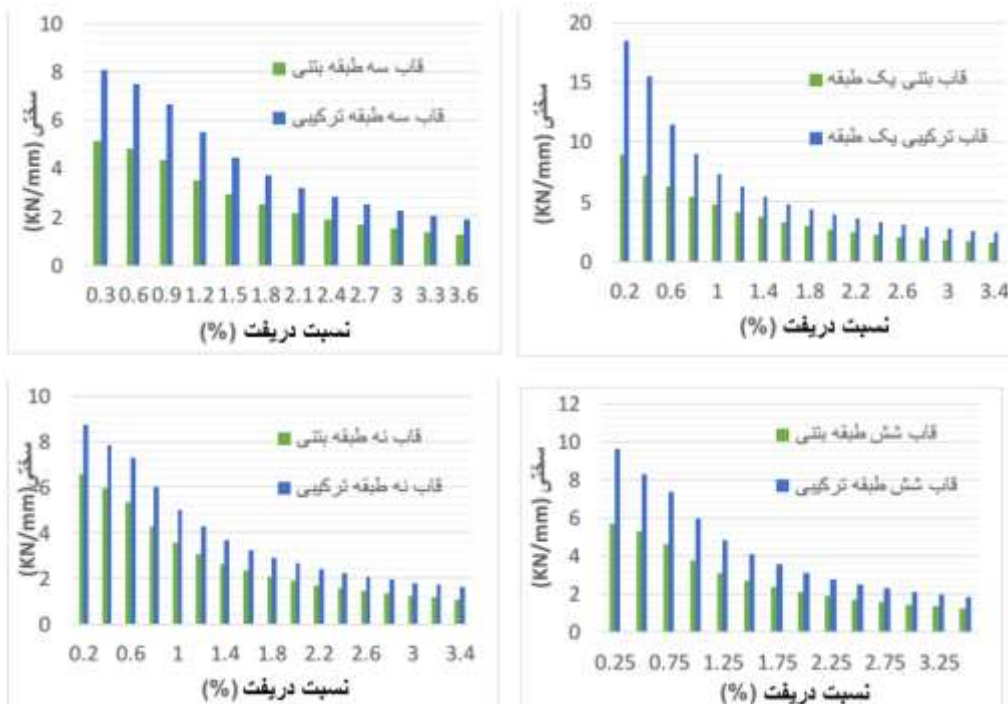 10
8
6
4
2
0
سختی (KN/mm)
قاب سه طبقه بتنی
قاب سه طبقه ترکیبی
0.3 0.6 0.9 1.2 1.5 1.8 2.1 2.4 2.7 3 3.3 3.6
نسبت دریفت (%)
20
15
10
5
0
سختی (KN/mm)
قاب بتنی یک طبقه
قاب ترکیبی یک طبقه
0.2 0.6 1 1.4 1.8 2.2 2.6 3 3.4
نسبت دریفت (%)
10
8
6
4
2
0
سختی (KN/mm)
قاب نه طبقه بتنی
قاب نه طبقه ترکیبی
0.2 0.6 1 1.4 1.8 2.2 2.6 3 3.4
نسبت دریفت (%)
12
10
8
6
4
2
0
سختی (KN/mm)
قاب شش طبقه بتنی
قاب شش طبقه ترکیبی
0.25 0.75 1.25 1.75 2.25 2.75 3.25
نسبت دریفت (%)